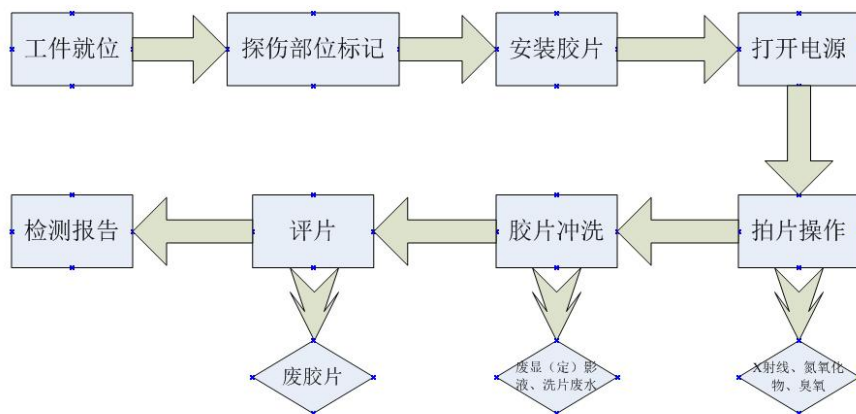 工件就位
探伤部位标记
安装胶片
打开电源
检测报告
评片
胶片冲洗
拍片操作
废胶片
废显（定）影
液、洗片废水
X射线、氮氧化
物、臭氧